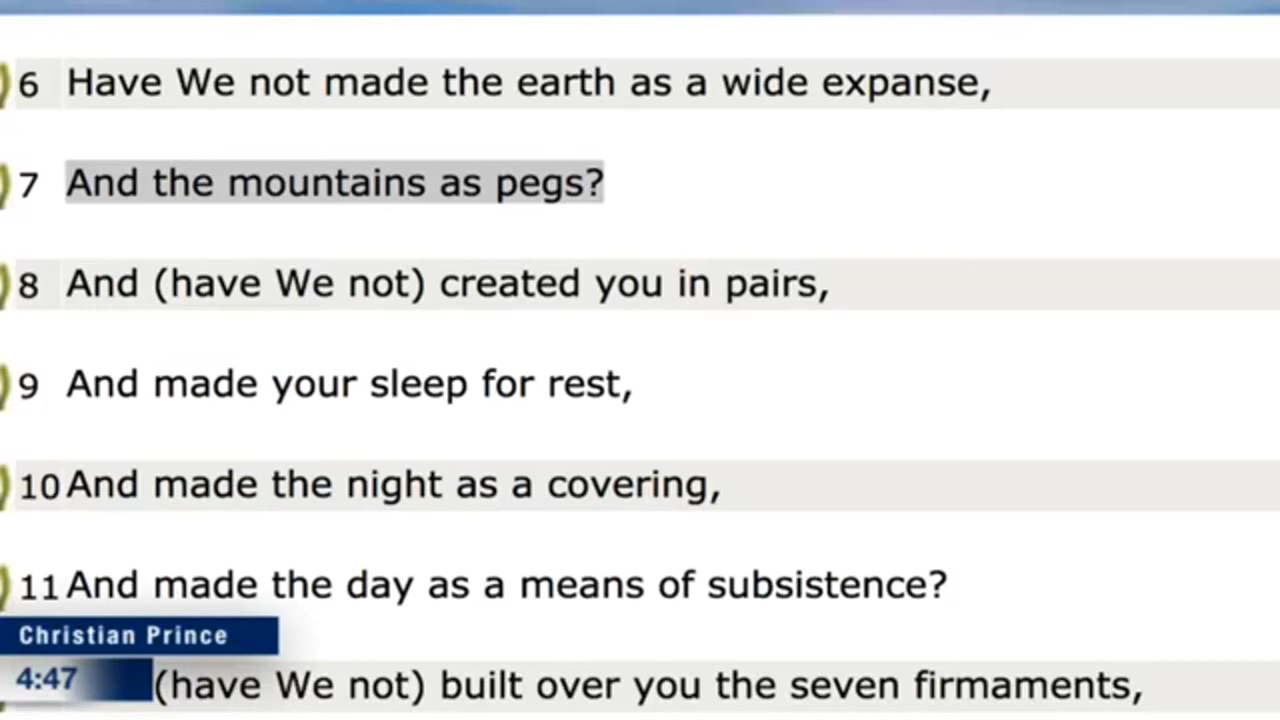 6 Have We not made the earth as a wide expanse,
7 And the mountains as pegs?
8 And (have We not) created you in pairs,
9 And made your sleep for rest,
10 And made the night as a covering,
11 And made the day as a means of subsistence?
Christian Prince
4:47 (have We not) built over you the seven firmaments,